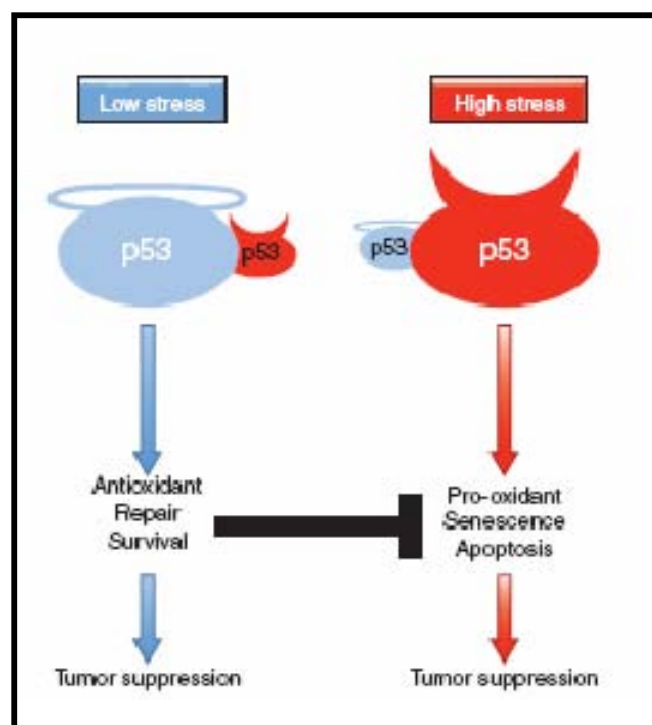 Low stress
High stress
p53
p53
p53
p53
Antioxidant
Repair
Survival
Pro-oxidant
Senescence
Apoptosis
Tumor suppression
Tumor suppression